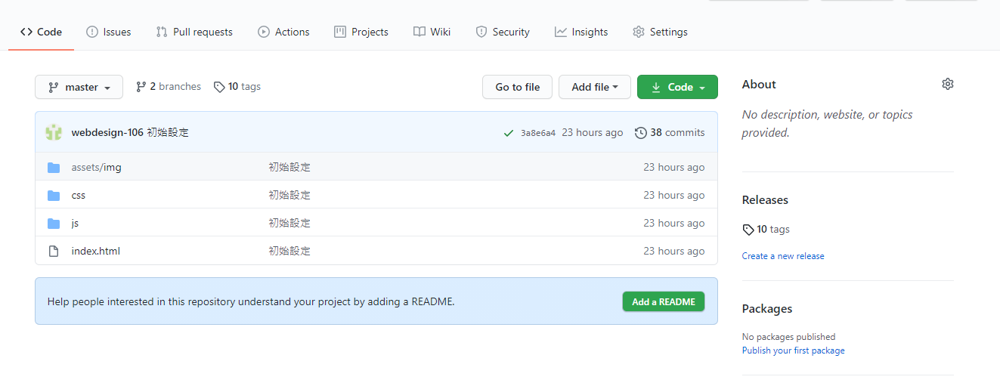 Code Issues Pull requests Actions Projects Wiki Security Insights Settings
master 2 branches 10 tags Go to file Add file Code
webdesign-106 初始設定 3a8e6a4 23 hours ago 38 commits
assets/img 初始設定 23 hours ago
css 初始設定 23 hours ago
js 初始設定 23 hours ago
index.html 初始設定 23 hours ago
Help people interested in this repository understand your project by adding a README. Add a README
About
No description, website, or topics
provided.
Releases
10 tags
Create a new release
Packages
No packages published
Publish your first package